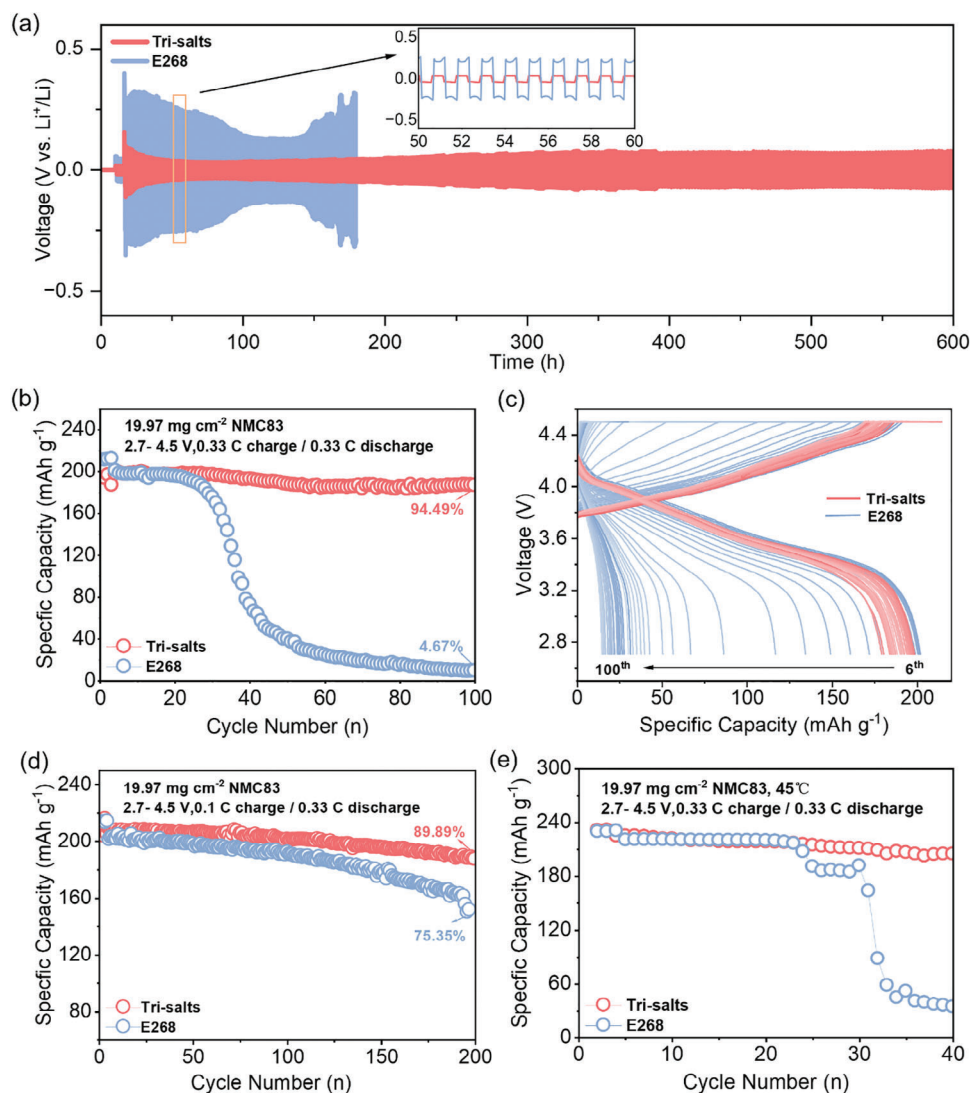 (a)
Tri-salts
E268
0.5
0.0
−0.5
Voltage (V vs. Li⁺/Li)
0.5
0.0
−0.5
50 52 54 56 58 60
0 100 200 300 400 500 600
Time (h)
(b)
19.97 mg cm⁻² NMC83
2.7- 4.5 V,0.33 C charge / 0.33 C discharge
94.49%
4.67%
Tri-salts
E268
240
200
160
120
80
40
0
Specfic Capacity (mAh g⁻¹)
0 20 40 60 80 100
Cycle Number (n)
(c)
4.4
4.0
3.6
3.2
2.8
Voltage (V)
Tri-salts
E268
100ᵗʰ
6ᵗʰ
0 50 100 150 200
Specific Capacity (mAh g⁻¹)
(d)
19.97 mg cm⁻² NMC83
2.7- 4.5 V,0.1 C charge / 0.33 C discharge
89.89%
75.35%
Tri-salts
E268
240
200
160
120
80
Specfic Capacity (mAh g⁻¹)
0 50 100 150 200
Cycle Number (n)
(e)
19.97 mg cm⁻² NMC83, 45℃
2.7- 4.5 V,0.33 C charge / 0.33 C discharge
Tri-salts
E268
300
240
180
120
60
0
Specfic Capacity (mAh g⁻¹)
0 10 20 30 40
Cycle Number (n)